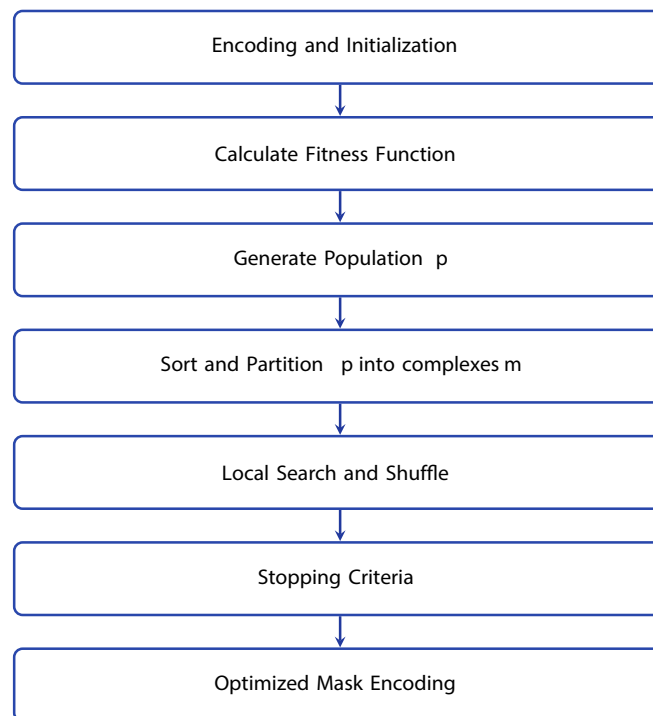 Encoding and Initialization
Calculate Fitness Function
Generate Population p
Sort and Partition p into complexes m
Local Search and Shuffle
Stopping Criteria
Optimized Mask Encoding